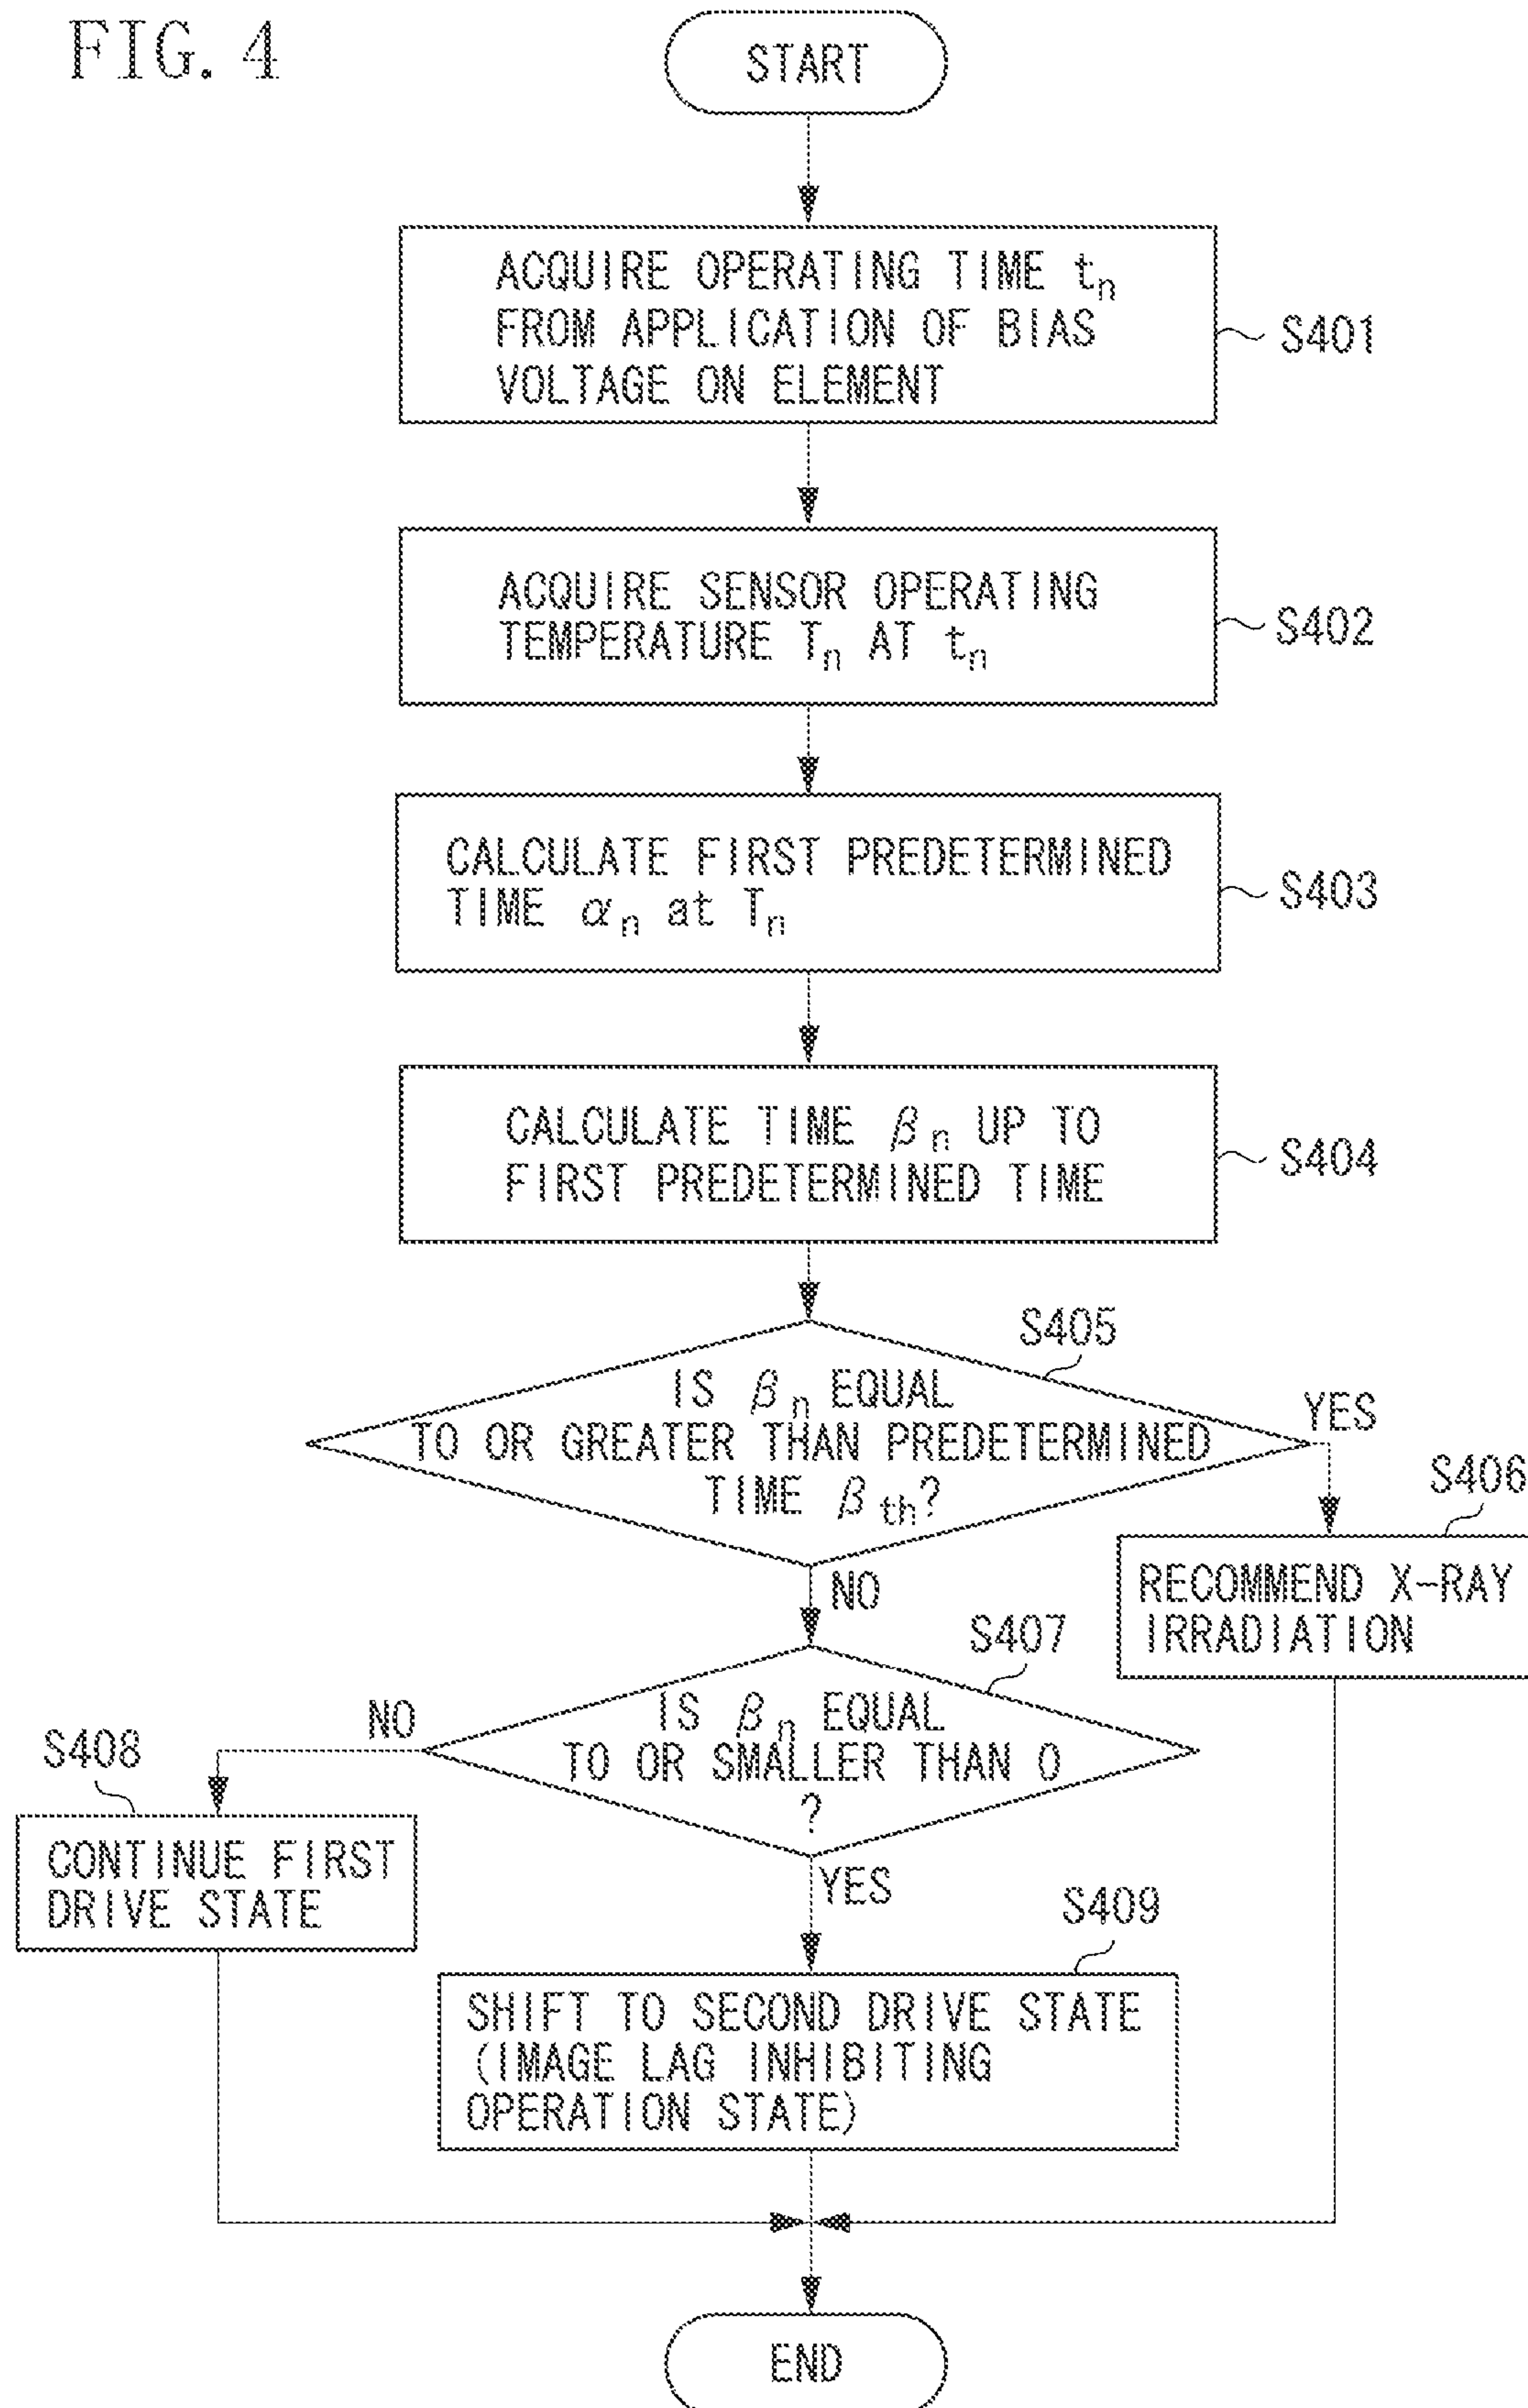 FIG. 4
START
ACQUIRE OPERATING TIME tn
FROM APPLICATION OF BIAS
VOLTAGE ON ELEMENT
S401
ACQUIRE SENSOR OPERATING
TEMPERATURE Tn AT tn
S402
CALCULATE FIRST PREDETERMINED
TIME αn at Tn
S403
CALCULATE TIME βn UP TO
FIRST PREDETERMINED TIME
S404
S405
IS βn EQUAL
TO OR GREATER THAN PREDETERMINED
TIME βth?
YES
S406
RECOMMEND X-RAY
IRRADIATION
NO
S407
IS βn EQUAL
TO OR SMALLER THAN 0
?
NO
S408
CONTINUE FIRST
DRIVE STATE
YES
S409
SHIFT TO SECOND DRIVE STATE
(IMAGE LAG INHIBITING
OPERATION STATE)
END